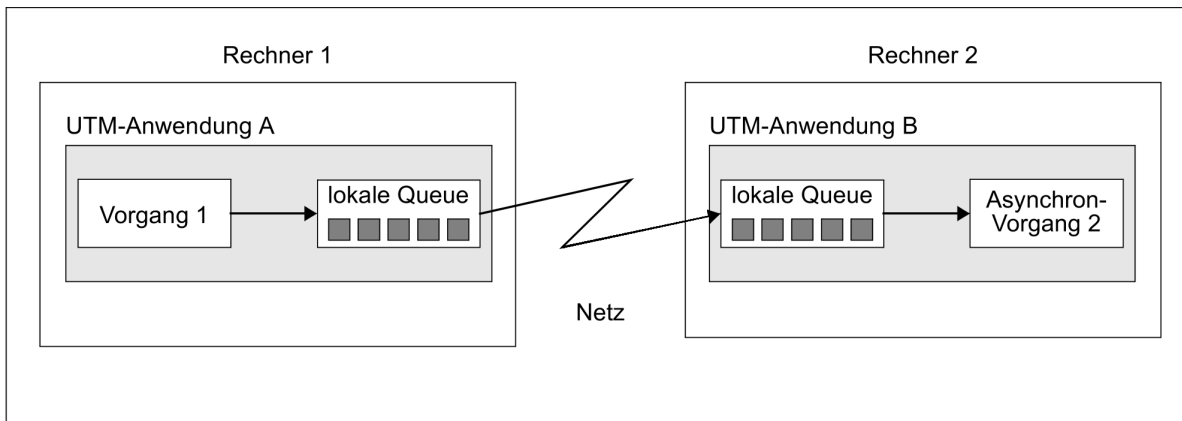 Rechner 1
Rechner 2
UTM-Anwendung A
UTM-Anwendung B
Vorgang 1
lokale Queue
lokale Queue
Asynchron-
Vorgang 2
Netz